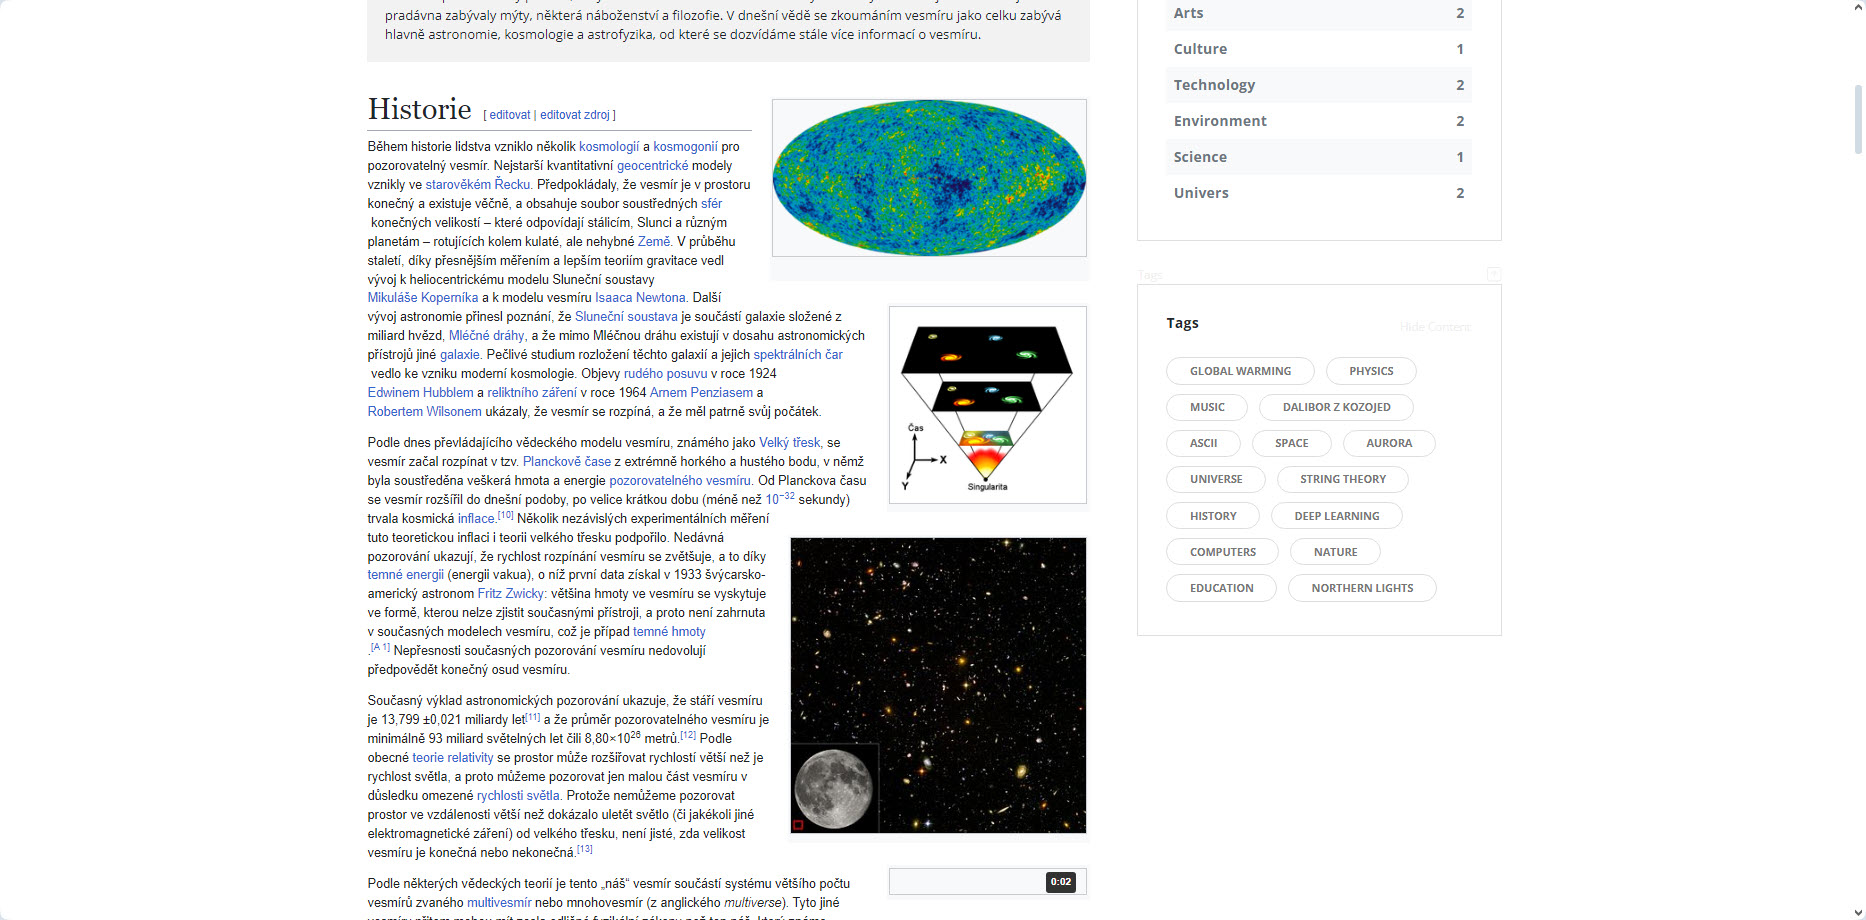 pradávna zabývaly mýty, některá náboženství a filozofie. V dnešní vědě se zkoumáním vesmíru jako celku zabývá
hlavně astronomie, kosmologie a astrofyzika, od které se dozvídáme stále více informací o vesmíru.
Historie [ editovat | editovat zdroj ]
Během historie lidstva vzniklo několik kosmologií a kosmogonií pro
pozorovatelný vesmír. Nejstarší kvantitativní geocentrické modely
vznikly ve starověkém Řecku. Předpokládaly, že vesmír je v prostoru
konečný a existuje věčně, a obsahuje soubor soustředných sfér
konečných velikostí – které odpovídají stálicím, Slunci a různým
planetám – rotujících kolem kulaté, ale nehybné Země. V průběhu
staletí, díky přesnějším měřením a lepším teoriím gravitace vedl
vývoj k heliocentrickému modelu Sluneční soustavy
Mikuláše Koperníka a k modelu vesmíru Isaaca Newtona. Další
vývoj astronomie přinesl poznání, že Sluneční soustava je součástí galaxie složené z
miliard hvězd, Mléčné dráhy, a že mimo Mléčnou dráhu existují v dosahu astronomických
přístrojů jiné galaxie. Pečlivé studium rozložení těchto galaxií a jejich spektrálních čar
vedlo ke vzniku moderní kosmologie. Objevy rudého posuvu v roce 1924
Edwinem Hubblem a reliktního záření v roce 1964 Arnem Penziasem a
Robertem Wilsonem ukázaly, že vesmír se rozpíná, a že měl patrně svůj počátek.
Čas
X
Y
Singularita
Podle dnes převládajícího vědeckého modelu vesmíru, známého jako Velký třesk, se
vesmír začal rozpínat v tzv. Planckově čase z extrémně horkého a hustého bodu, v němž
byla soustředěna veškerá hmota a energie pozorovatelného vesmíru. Od Planckova času
se vesmír rozšířil do dnešní podoby, po velice krátkou dobu (méně než 10⁻³² sekundy)
trvala kosmická inflace.[10] Několik nezávislých experimentálních měření
tuto teoretickou inflaci i teorii velkého třesku podpořilo. Nedávná
pozorování ukazují, že rychlost rozpínání vesmíru se zvětšuje, a to díky
temné energii (energii vakua), o níž první data získal v 1933 švýcarsko-
americký astronom Fritz Zwicky: většina hmoty ve vesmíru se vyskytuje
ve formě, kterou nelze zjistit současnými přístroji, a proto není zahrnuta
v současných modelech vesmíru, což je případ temné hmoty
.[A 1] Nepřesnosti současných pozorování vesmíru nedovolují
předpovědět konečný osud vesmíru.
Současný výklad astronomických pozorování ukazuje, že stáří vesmíru
je 13,799 ±0,021 miliardy let[11] a že průměr pozorovatelného vesmíru je
minimálně 93 miliard světelných let čili 8,80×10²⁶ metrů.[12] Podle
obecné teorie relativity se prostor může rozšiřovat rychlostí větší než je
rychlost světla, a proto můžeme pozorovat jen malou část vesmíru v
důsledku omezené rychlosti světla. Protože nemůžeme pozorovat
prostor ve vzdálenosti větší než dokázalo uletět světlo (či jakékoli jiné
elektromagnetické záření) od velkého třesku, není jisté, zda velikost
vesmíru je konečná nebo nekonečná.[13]
0:02
Podle některých vědeckých teorií je tento „náš“ vesmír součástí systému většího počtu
vesmírů zvaného multivesmír nebo mnohovesmír (z anglického multiverse). Tyto jiné
Arts 2
Culture 1
Technology 2
Environment 2
Science 1
Univers 2
Tags
Tags
Hide Content
GLOBAL WARMING PHYSICS
MUSIC DALIBOR Z KOZOJED
ASCII SPACE AURORA
UNIVERSE STRING THEORY
HISTORY DEEP LEARNING
COMPUTERS NATURE
EDUCATION NORTHERN LIGHTS